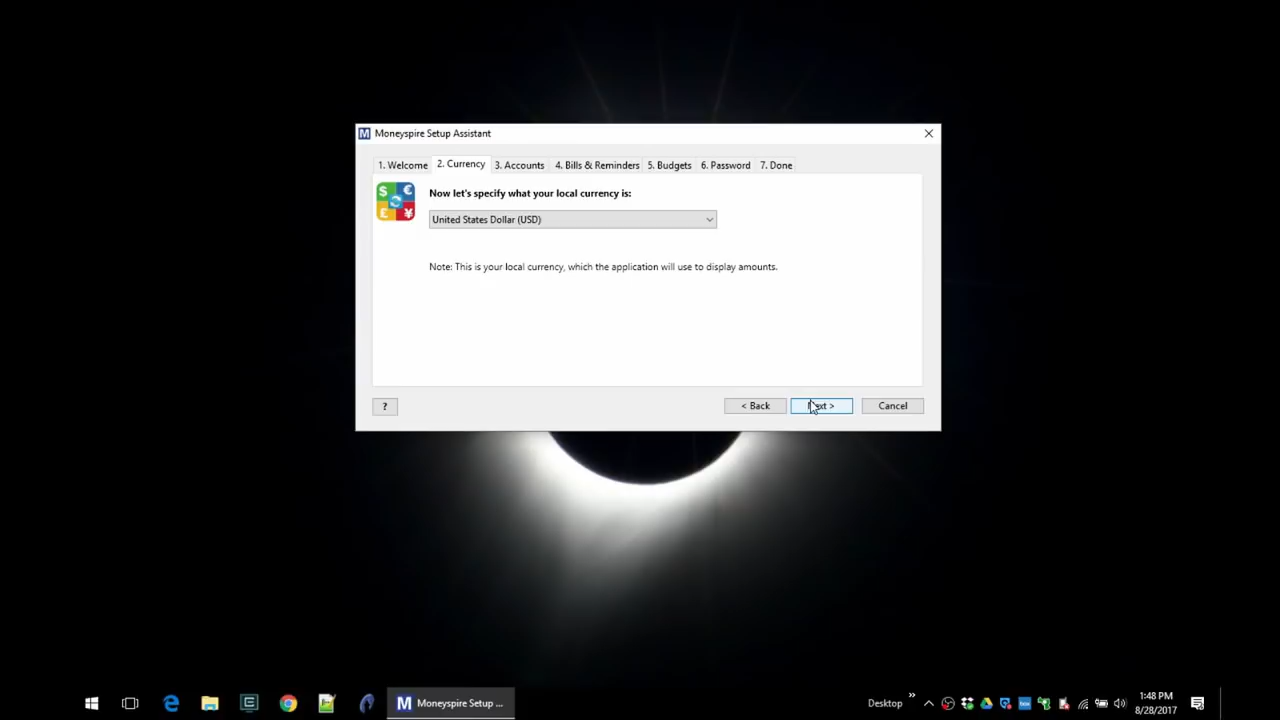 Moneyspire Setup Assistant
1. Welcome 2. Currency 3. Accounts 4. Bills & Reminders 5. Budgets 6. Password 7. Done
Now let's specify what your local currency is:
United States Dollar (USD)
Note: This is your local currency, which the application will use to display amounts.
? < Back Next > Cancel
Moneyspire Setup ... Desktop » 1:48 PM
8/28/2017